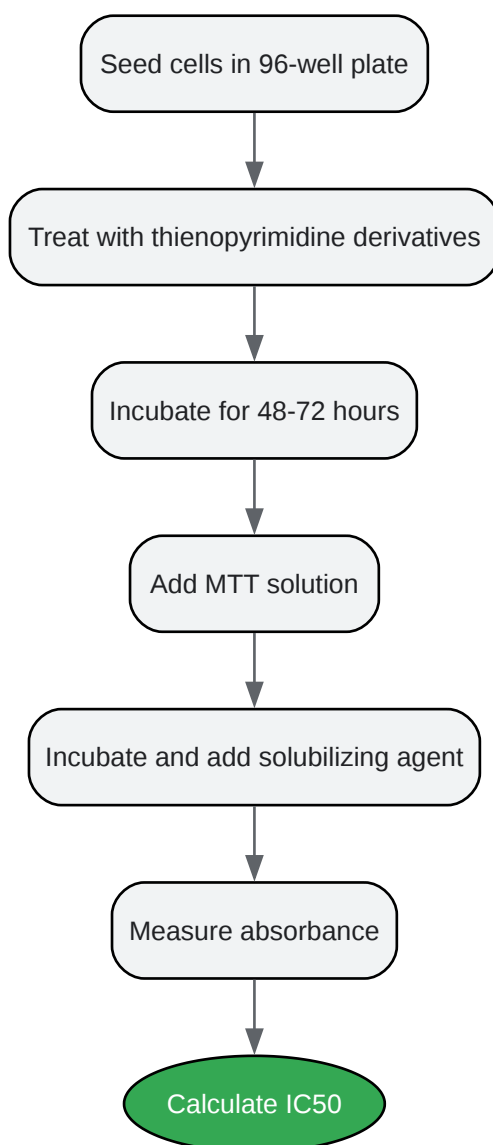 Seed cells in 96-well plate
Treat with thienopyrimidine derivatives
Incubate for 48-72 hours
Add MTT solution
Incubate and add solubilizing agent
Measure absorbance
Calculate IC50